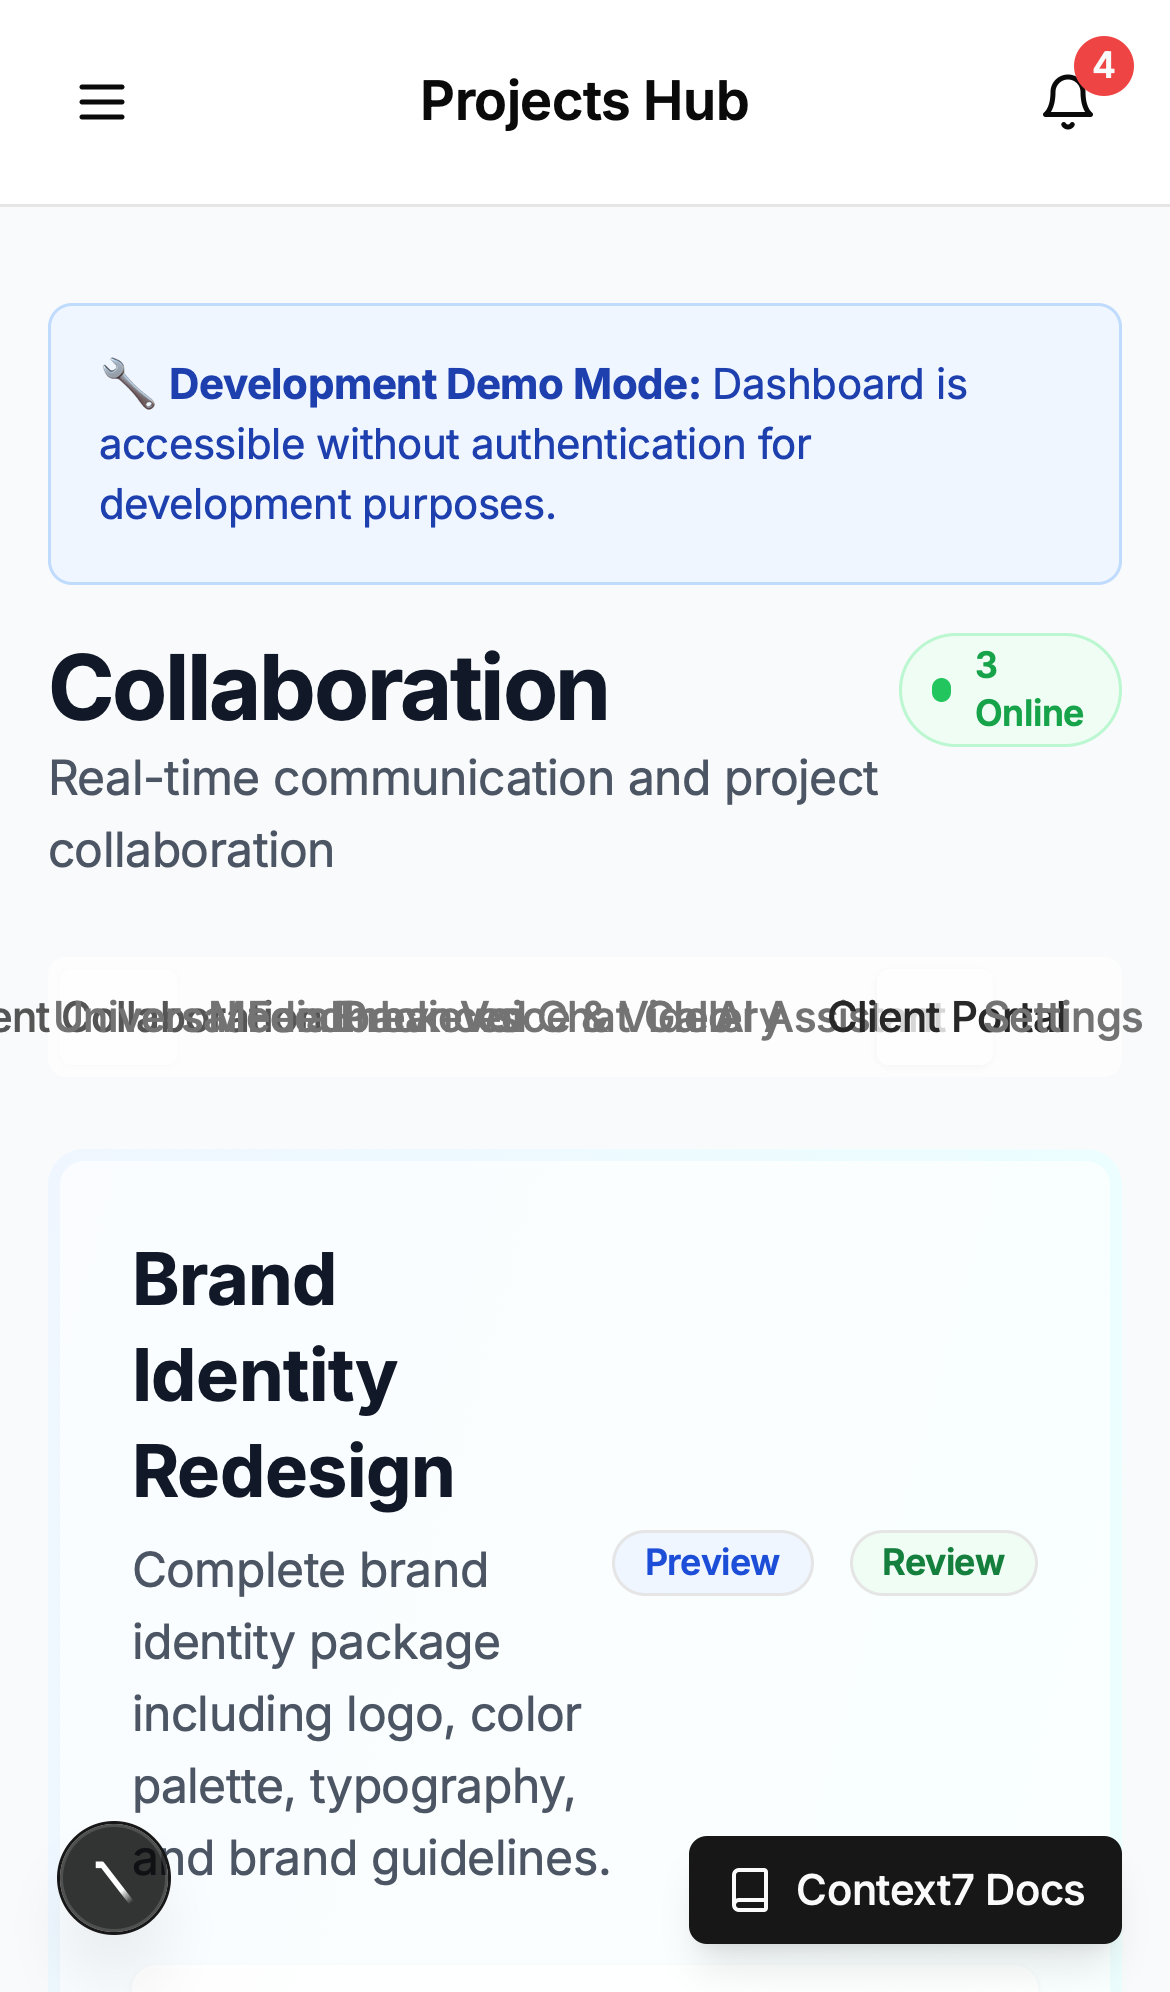 Projects Hub
4
🔧 Development Demo Mode: Dashboard is
accessible without authentication for
development purposes.
Collaboration
3
Online
Real-time communication and project
collaboration
Client Portal
Settings
Brand
Identity
Redesign
Complete brand
identity package
including logo, color
palette, typography,
and brand guidelines.
Preview
Review
Context7 Docs